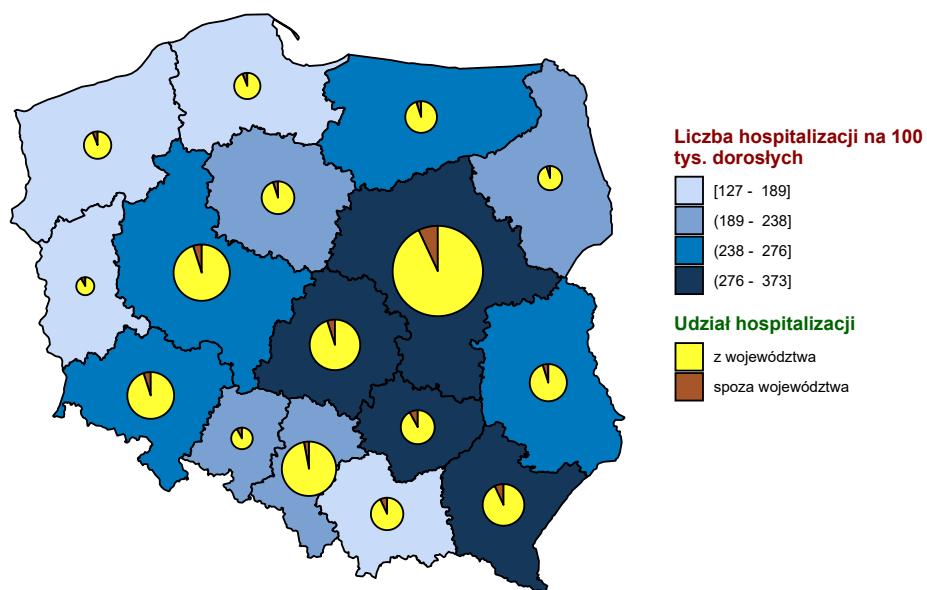 Liczba hospitalizacji na 100
tys. dorosłych
[127 - 189]
(189 - 238]
(238 - 276]
(276 - 373]
Udział hospitalizacji
z województwa
spoza województwa